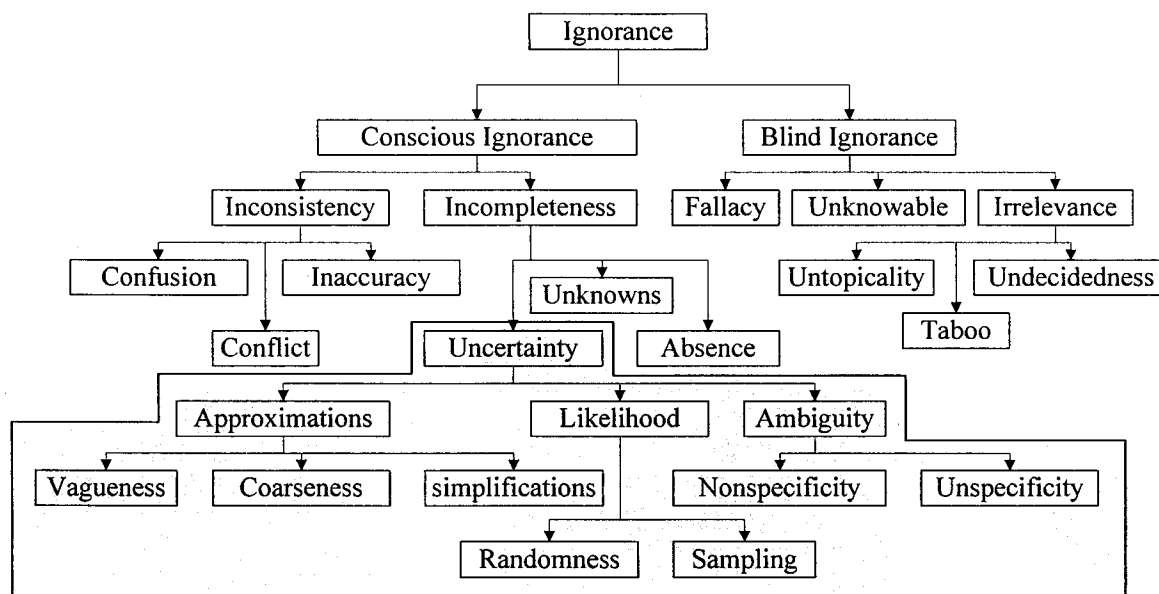 Ignorance
Conscious Ignorance
Blind Ignorance
Inconsistency
Incompleteness
Fallacy
Unknowable
Irrelevance
Confusion
Inaccuracy
Untopicality
Undecidedness
Unknowns
Taboo
Conflict
Uncertainty
Absence
Approximations
Likelihood
Ambiguity
Vagueness
Coarseness
simplifications
Nonspecificity
Unspecificity
Randomness
Sampling